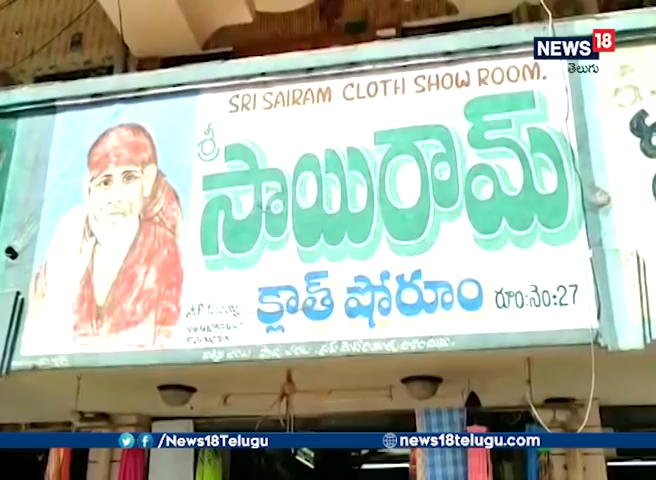 NEWS 18
తెలుగు
SRI SAIRAM CLOTH SHOW ROOM.
శ్రీ
సాయిరామ్
క్లాత్ షోరూం
రూం:నెం:27
/News18Telugu
news18telugu.com